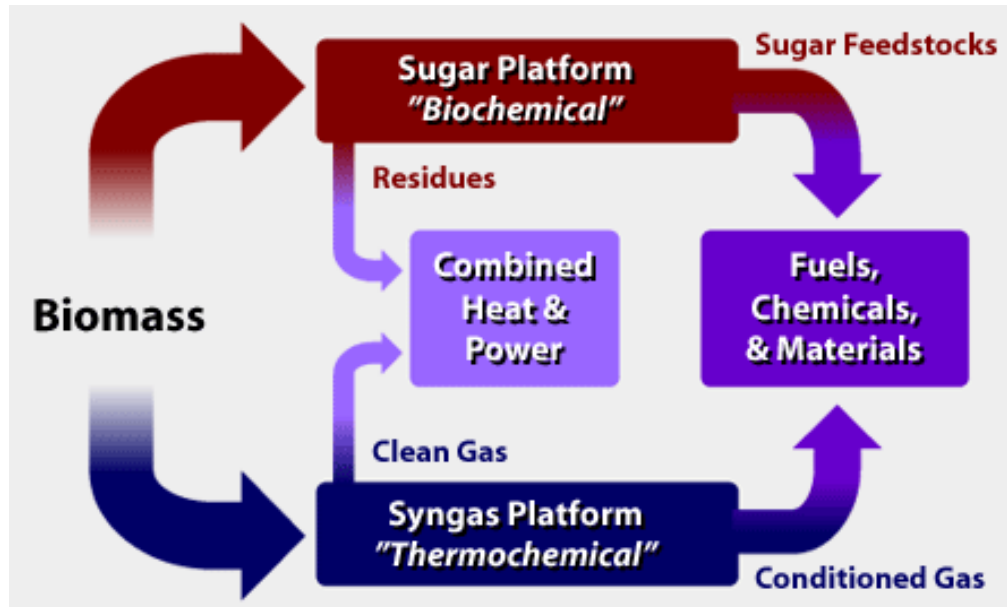 Sugar Feedstocks
Sugar Platform
”Biochemical”
Residues
Combined
Heat &
Power
Fuels,
Chemicals,
& Materials
Biomass
Clean Gas
Syngas Platform
”Thermochemical”
Conditioned Gas